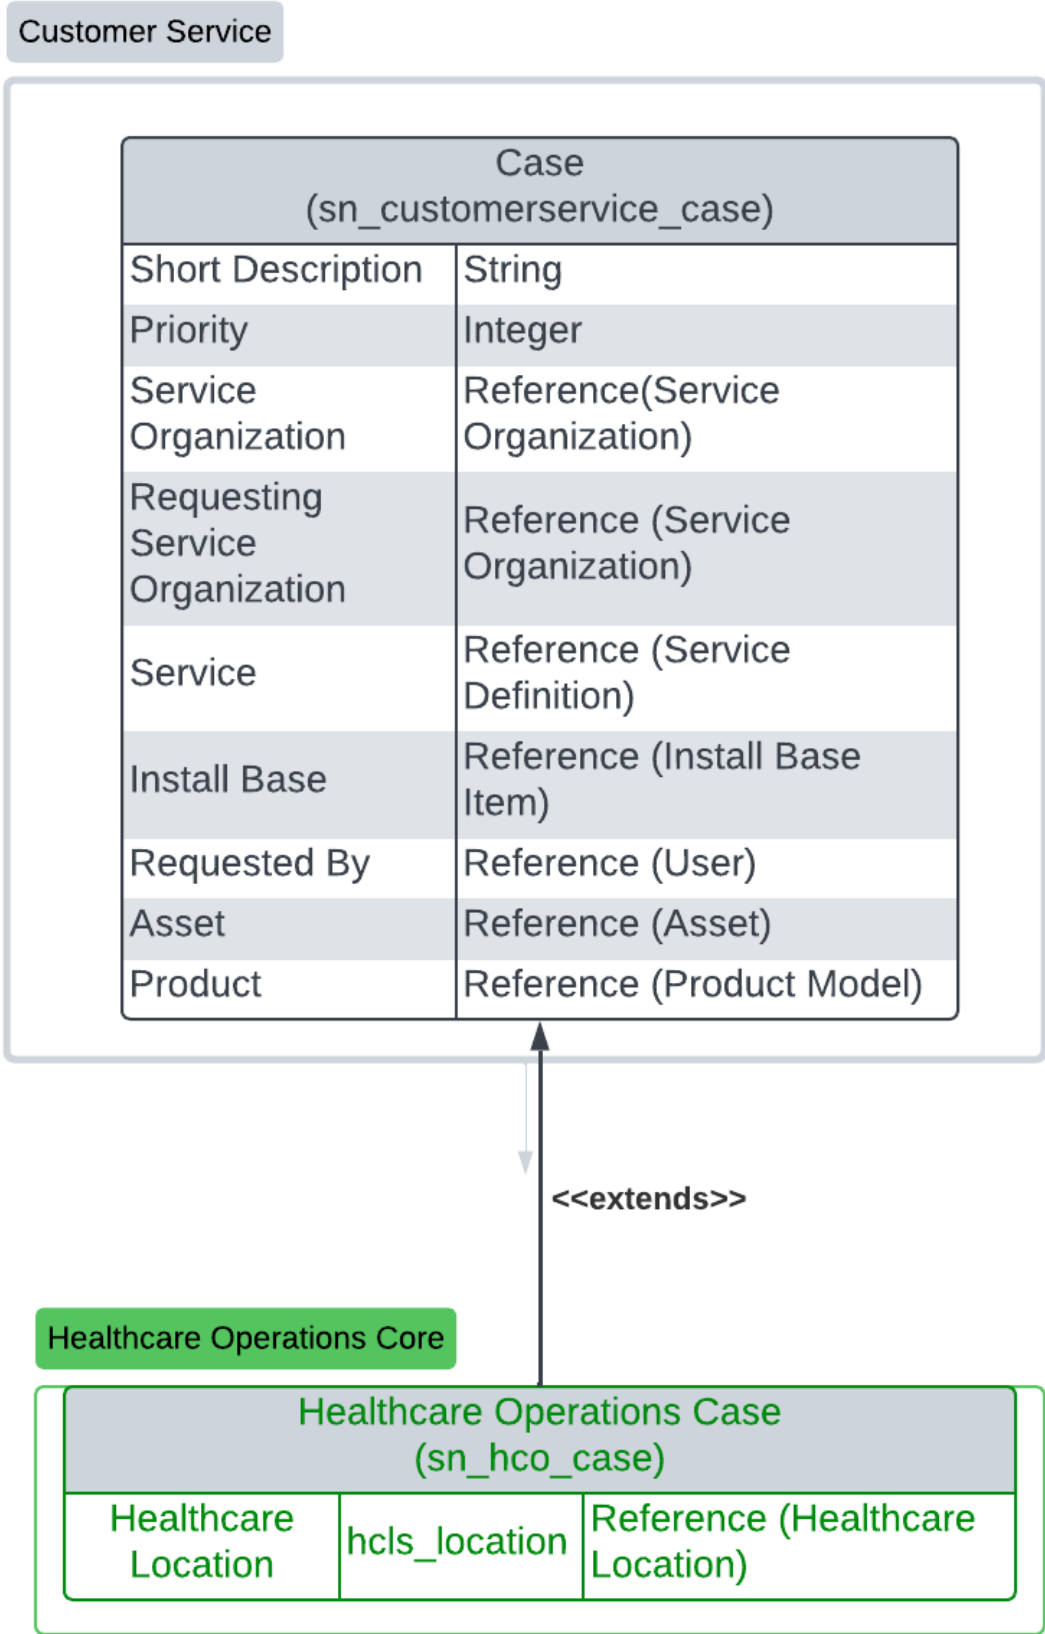 Customer Service
Case
(sn_customerservice_case)
Short Description String
Priority Integer
Service Organization Reference(Service Organization)
Requesting Service Organization Reference (Service Organization)
Service Reference (Service Definition)
Install Base Reference (Install Base Item)
Requested By Reference (User)
Asset Reference (Asset)
Product Reference (Product Model)
<<extends>>
Healthcare Operations Core
Healthcare Operations Case
(sn_hco_case)
Healthcare Location hcls_location Reference (Healthcare Location)